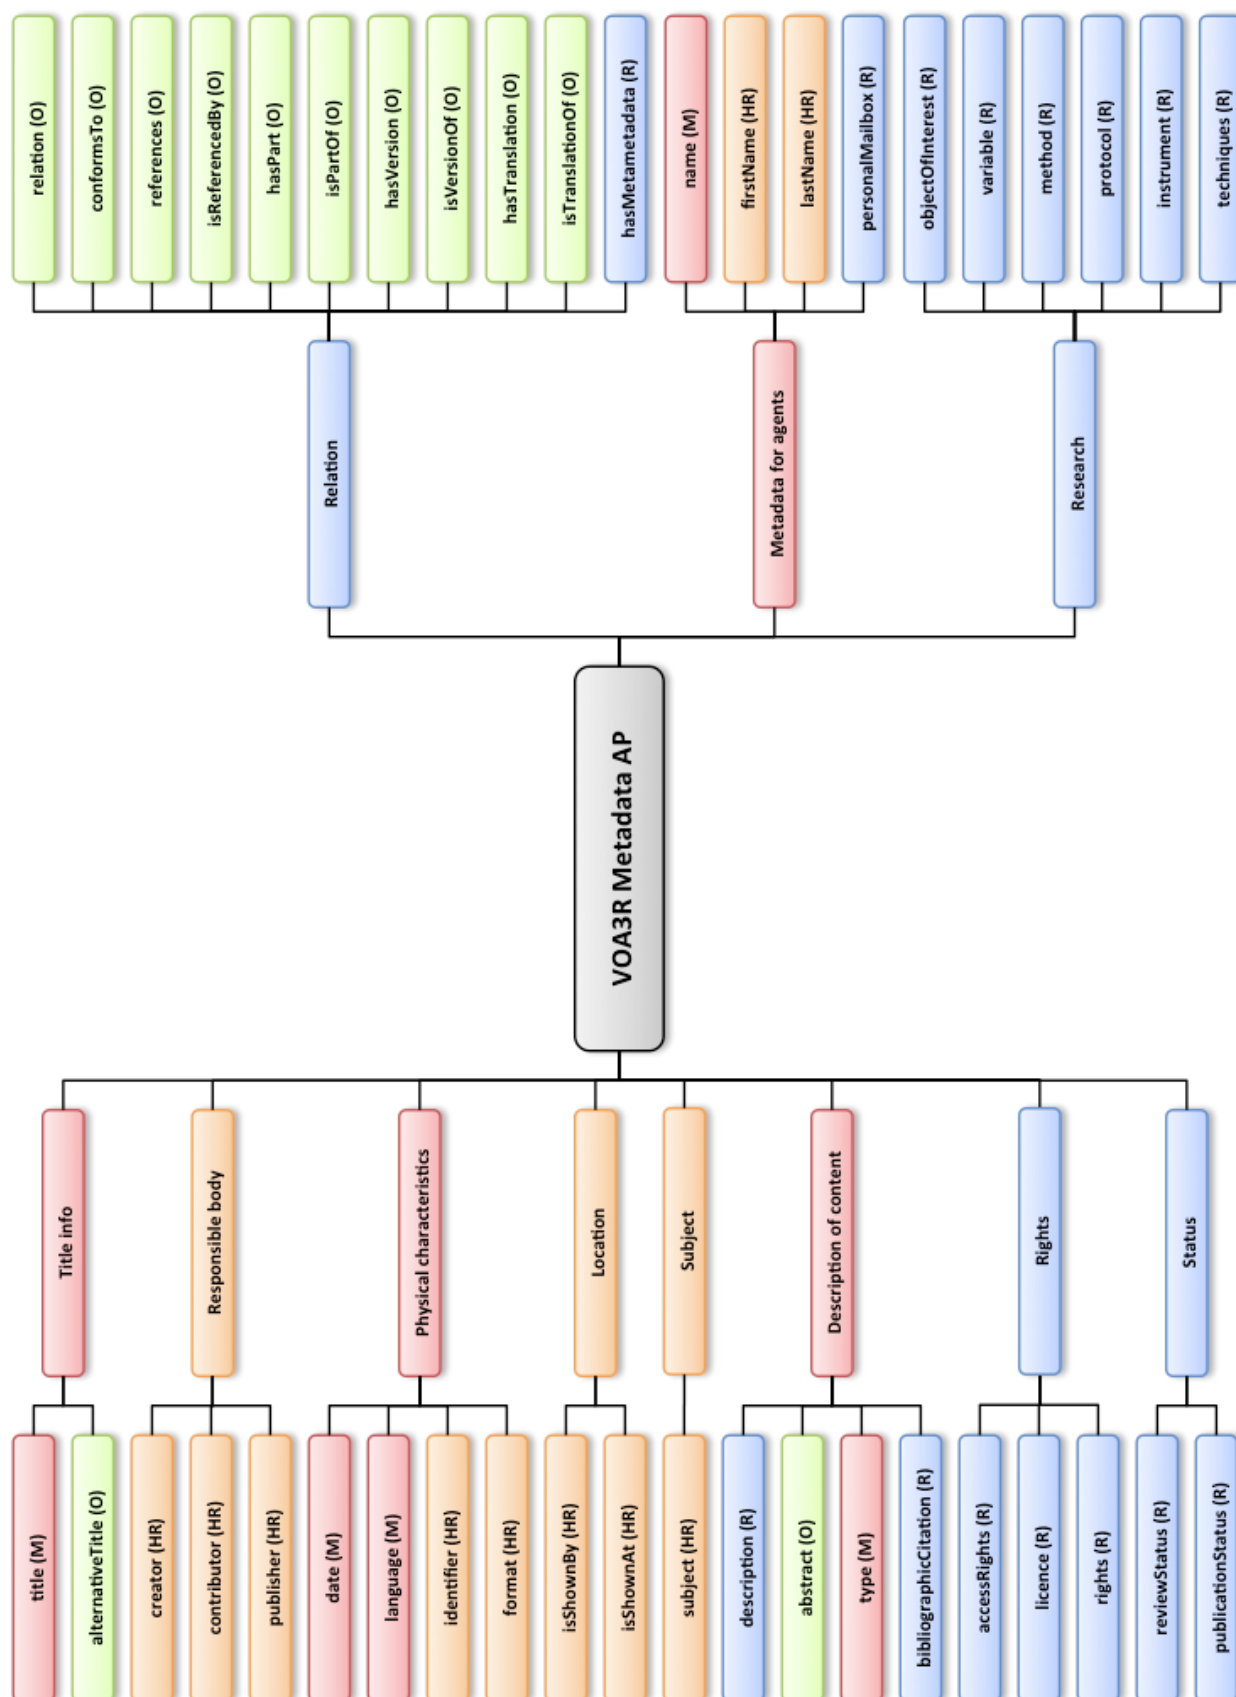 relation (O)
conformsTo (O)
references (O)
isReferencedBy (O)
hasPart (O)
isPartOf (O)
hasVersion (O)
isVersionOf (O)
hasTranslation (O)
isTranslationOf (O)
hasMetametadata (R)
name (M)
firstName (HR)
lastName (HR)
personalMailbox (R)
objectOfInterest (R)
variable (R)
method (R)
protocol (R)
instrument (R)
techniques (R)
Relation
Metadata for agents
Research
VOA3R Metadata AP
Title info
Responsible body
Physical characteristics
Location
Subject
Description of content
Rights
Status
title (M)
alternativeTitle (O)
creator (HR)
contributor (HR)
publisher (HR)
date (M)
language (M)
identifier (HR)
format (HR)
isShownBy (HR)
isShownAt (HR)
subject (HR)
description (R)
abstract (O)
type (M)
bibliographicCitation (R)
accessRights (R)
licence (R)
rights (R)
reviewStatus (R)
publicationStatus (R)